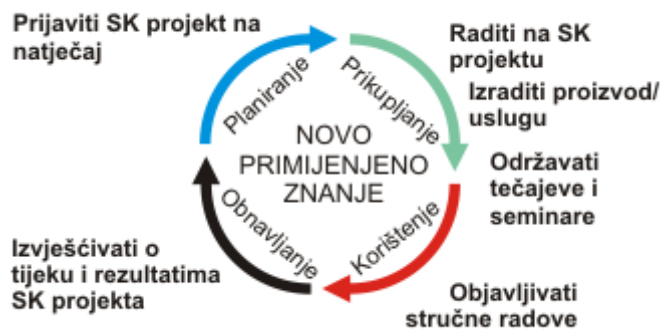 Prijaviti SK projekt na
natječaj
Planiranje
Prikupljanje
Raditi na SK
projektu
Izraditi proizvod/
uslugu
NOVO
PRIMIJENJENO
ZNANJE
Održavati
tečajeve i
seminare
Korištenje
Obnavljanje
Izvješćivati o
tijeku i rezultatima
SK projekta
Objavljivati
stručne radove